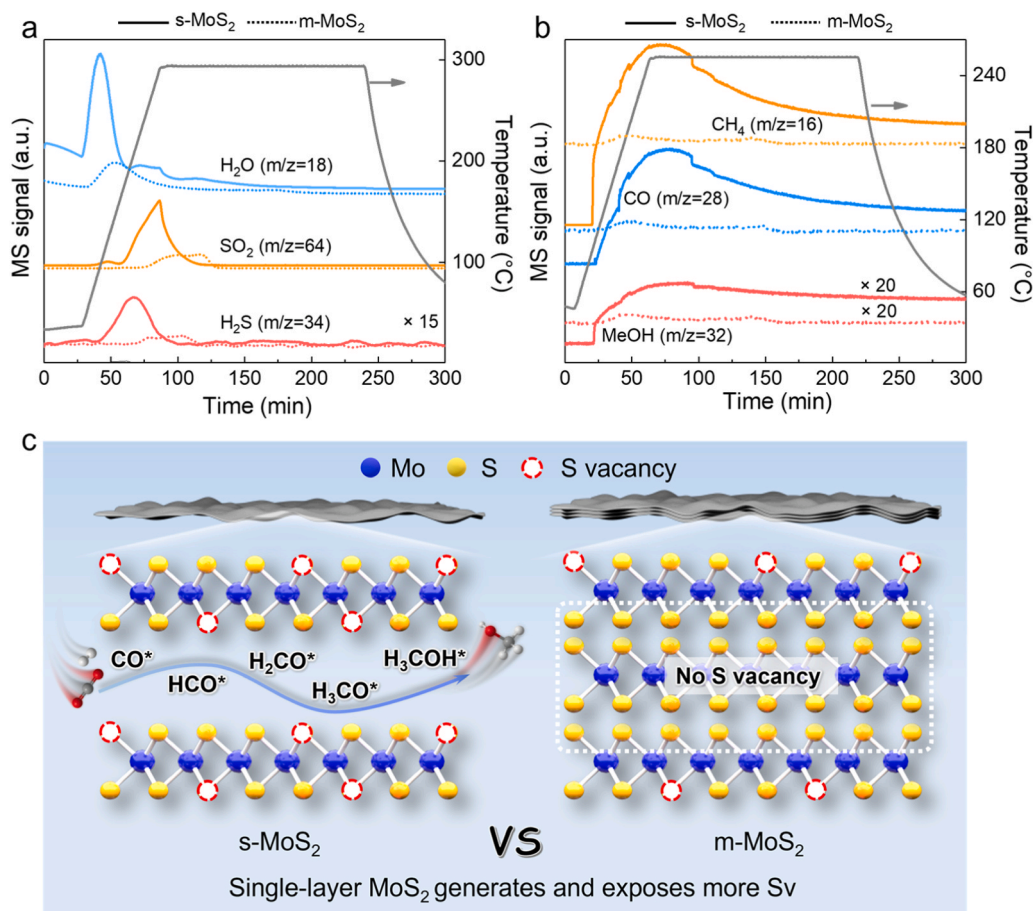 a
s-MoS₂ m-MoS₂
MS signal (a.u.)
H₂O (m/z=18)
SO₂ (m/z=64)
H₂S (m/z=34)
× 15
300
200
100
Temperature (°C)
0 50 100 150 200 250 300
Time (min)
b
s-MoS₂ m-MoS₂
MS signal (a.u.)
CH₄ (m/z=16)
CO (m/z=28)
× 20
× 20
MeOH (m/z=32)
240
180
120
60
Temperature (°C)
0 50 100 150 200 250 300
Time (min)
c
Mo S S vacancy
CO*
HCO*
H₂CO*
H₃CO*
H₃COH*
No S vacancy
s-MoS₂ VS m-MoS₂
Single-layer MoS₂ generates and exposes more Sv